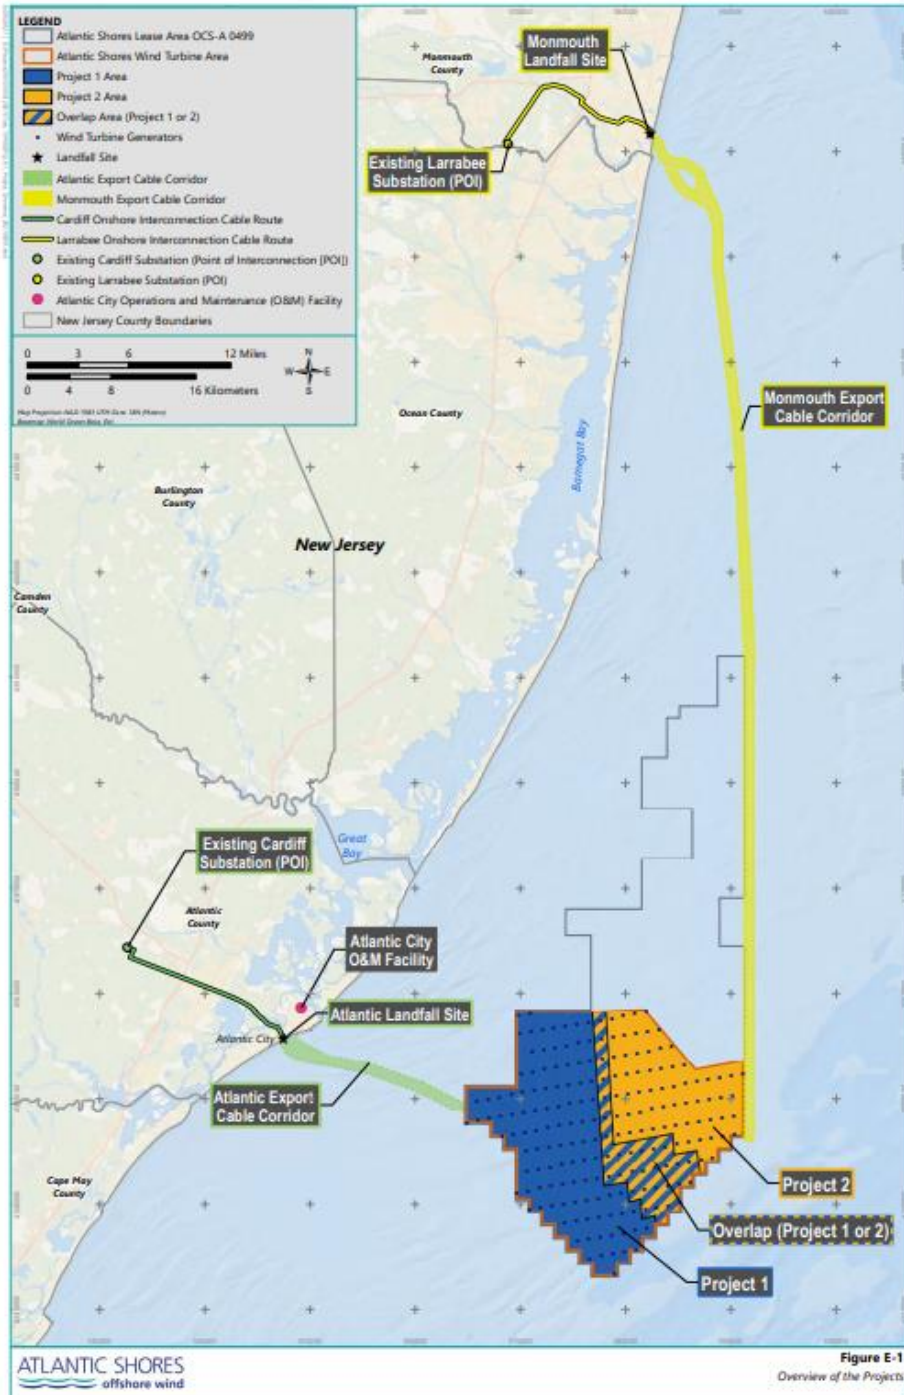 LEGEND
Atlantic Shores Lease Area OCS-A 0499
Atlantic Shores Wind Turbine Area
Project 1 Area
Project 2 Area
Overlap Area (Project 1 or 2)
Wind Turbine Generators
Landfall Site
Atlantic Export Cable Corridor
Monmouth Export Cable Corridor
Cardiff Onshore Interconnection Cable Route
Larrabee Onshore Interconnection Cable Route
Existing Cardiff Substation (Point of Interconnection [POI])
Existing Larrabee Substation (POI)
Atlantic City Operations and Maintenance (O&M) Facility
New Jersey County Boundaries
0 3 6 12 Miles
0 4 8 16 Kilometers
N
W E
S
Monmouth
County
Monmouth
Landfall Site
Existing Larrabee
Substation (POI)
Monmouth Export
Cable Corridor
Ocean County
Barnegat Bay
Burlington
County
New Jersey
Camden
County
Great
Bay
Existing Cardiff
Substation (POI)
Atlantic
County
Atlantic City
O&M Facility
Atlantic Landfall Site
Atlantic City
Atlantic Export
Cable Corridor
Cape May
County
Project 2
Overlap (Project 1 or 2)
Project 1
ATLANTIC SHORES
offshore wind
Figure E-1
Overview of the Projects